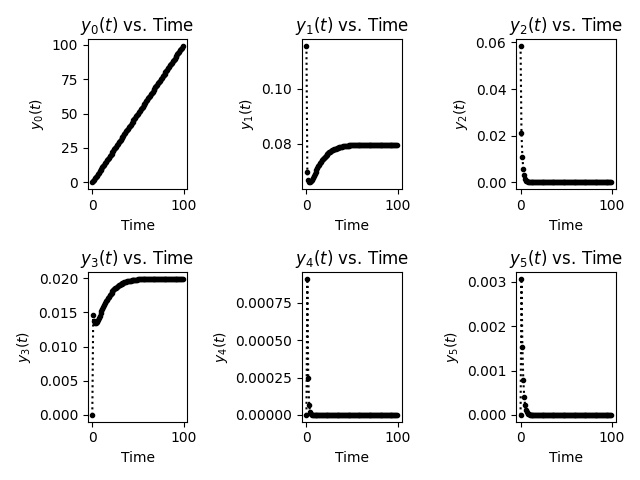 y₀(t) vs. Time y₁(t) vs. Time y₂(t) vs. Time
y₀(t)
100
75
50
25
0
0 100
Time
y₁(t)
0.10
0.08
0 100
Time
y₂(t)
0.06
0.04
0.02
0.00
0 100
Time
y₃(t) vs. Time y₄(t) vs. Time y₅(t) vs. Time
y₃(t)
0.020
0.015
0.010
0.005
0.000
0 100
Time
y₄(t)
0.00075
0.00050
0.00025
0.00000
0 100
Time
y₅(t)
0.003
0.002
0.001
0.000
0 100
Time